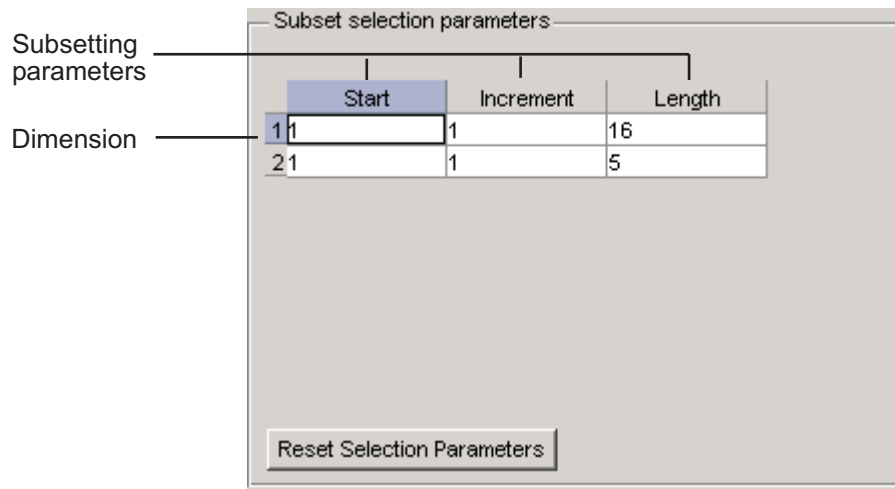 Subset selection parameters
Subsetting
parameters
Start Increment Length
1 1 1 16
Dimension
2 1 1 5
Reset Selection Parameters